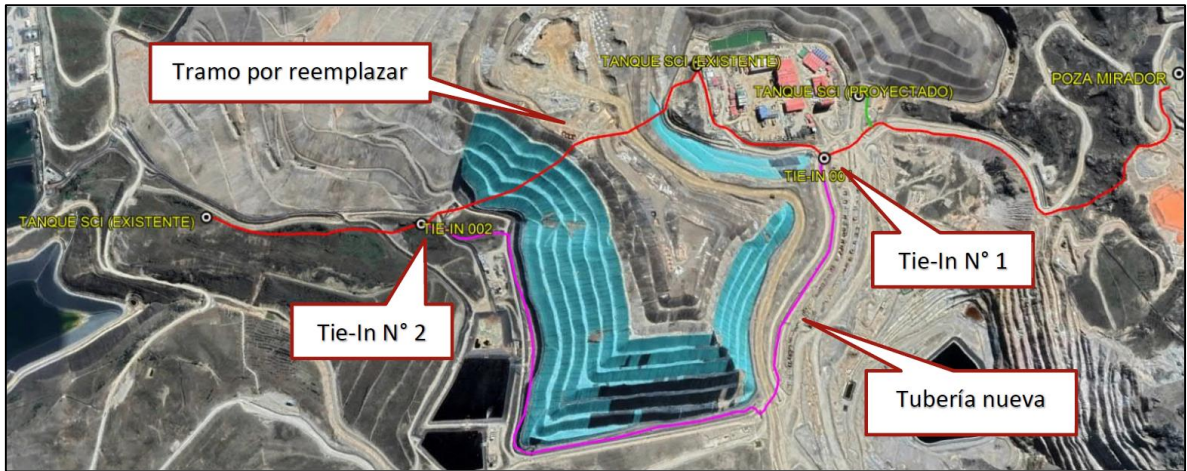 Tramo por reemplazar
TANQUE SCI (EXISTENTE)
TANQUE SCI (PROYECTADO)
POZA MIRADOR
TIE-IN 00
Tie-In N° 1
TANQUE SCI (EXISTENTE)
TIE-IN 002
Tie-In N° 2
Tubería nueva